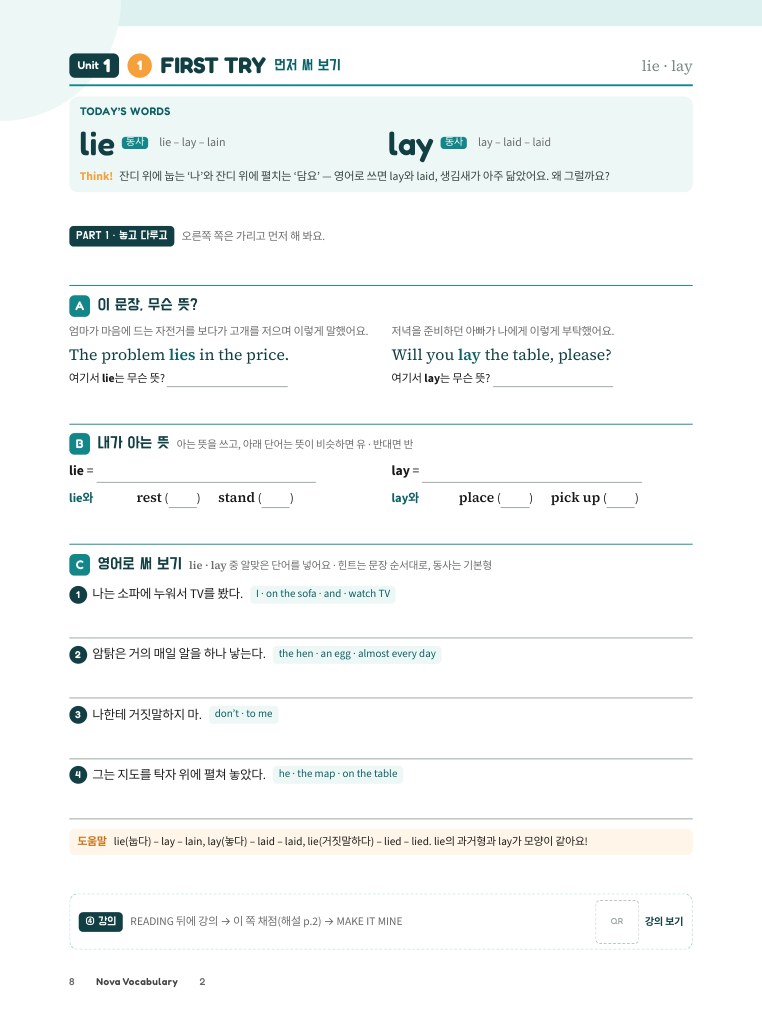 Unit 1 1 FIRST TRY 먼저 써 보기 lie · lay
TODAY'S WORDS
lie 동사 lie – lay – lain lay 동사 lay – laid – laid
Think! 잔디 위에 눕는 ‘나’와 잔디 위에 펼치는 ‘담요’ — 영어로 쓰면 lay와 laid, 생김새가 아주 닮았어요. 왜 그럴까요?
PART 1 · 놓고 다루고 오른쪽 쪽은 가리고 먼저 해 봐요.
A 이 문장, 무슨 뜻?
엄마가 마음에 드는 자전거를 보다가 고개를 저으며 이렇게 말했어요. 저녁을 준비하던 아빠가 나에게 이렇게 부탁했어요.
The problem lies in the price. Will you lay the table, please?
여기서 lie는 무슨 뜻? 여기서 lay는 무슨 뜻?
B 내가 아는 뜻 아는 뜻을 쓰고, 아래 단어는 뜻이 비슷하면 유 · 반대면 반
lie = lay =
lie와 rest ( ) stand ( ) lay와 place ( ) pick up ( )
C 영어로 써 보기 lie · lay 중 알맞은 단어를 넣어요 · 힌트는 문장 순서대로, 동사는 기본형
1 나는 소파에 누워서 TV를 봤다. I · on the sofa · and · watch TV
2 암탉은 거의 매일 알을 하나 낳는다. the hen · an egg · almost every day
3 나한테 거짓말하지 마. don't · to me
4 그는 지도를 탁자 위에 펼쳐 놓았다. he · the map · on the table
도움말 lie(눕다) – lay – lain, lay(놓다) – laid – laid, lie(거짓말하다) – lied – lied. lie의 과거형과 lay가 모양이 같아요!
④ 강의 READING 뒤에 강의 → 이 쪽 채점(해설 p.2) → MAKE IT MINE QR 강의 보기
8 Nova Vocabulary 2